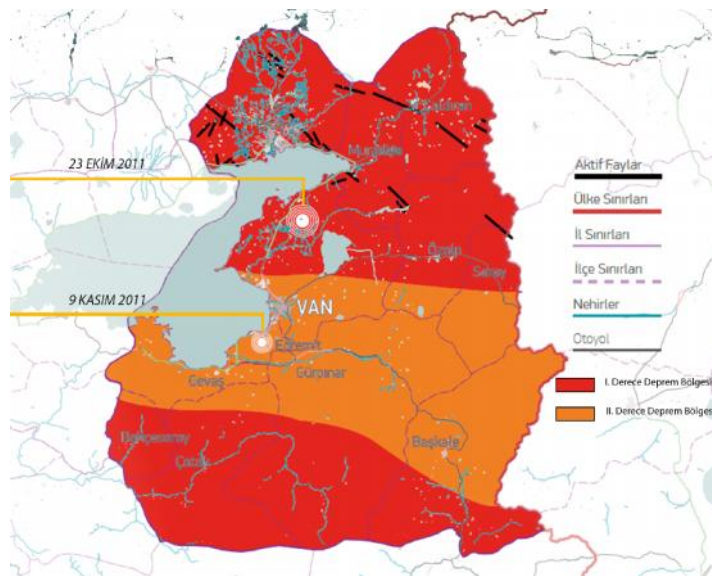 23 EKİM 2011
9 KASIM 2011
Muradiye
Özalp
Saray
VAN
Edremit
Gevaş
Gürpınar
Başkale
Bahçesaray
Çatak
Aktif Faylar
Ülke Sınırları
İl Sınırları
İlçe Sınırları
Nehirler
Otoyol
I. Derece Deprem Bölgesi
II. Derece Deprem Bölgesi